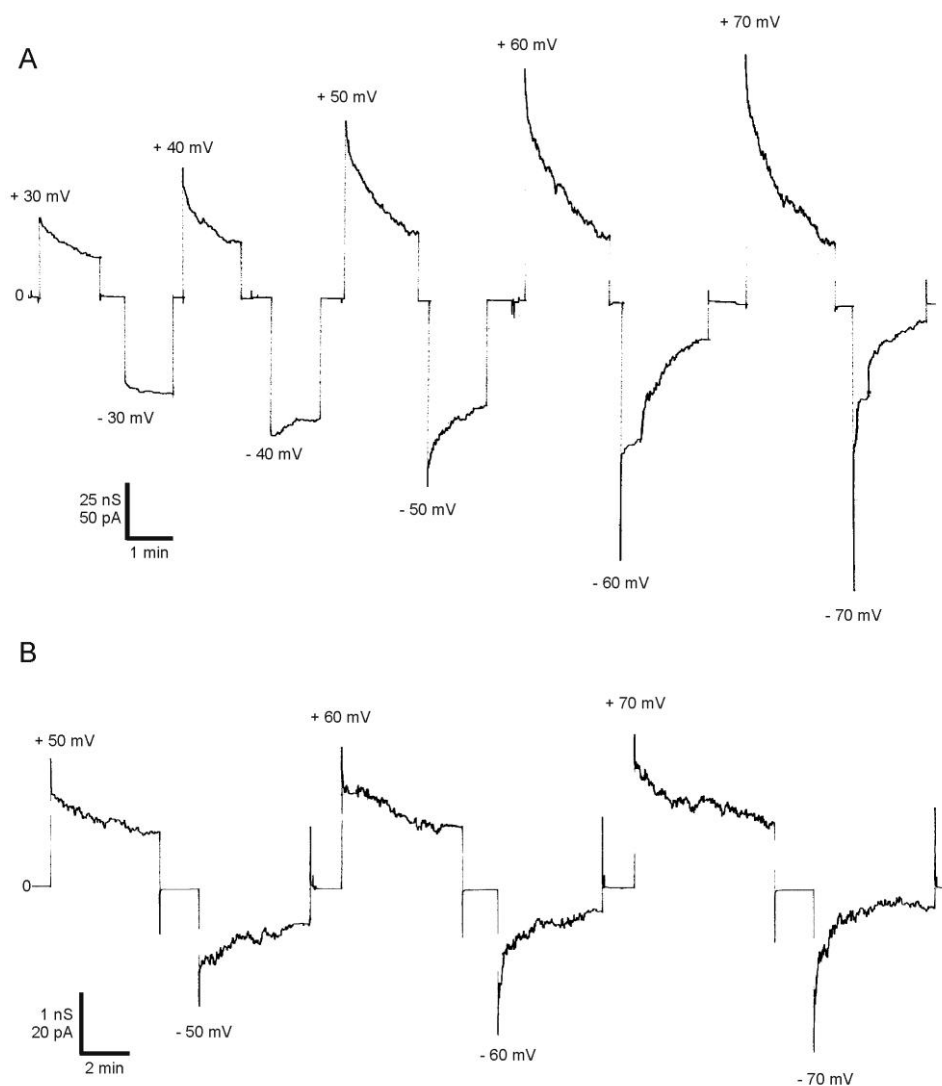 A
+ 60 mV
+ 70 mV
+ 50 mV
+ 40 mV
+ 30 mV
0
- 30 mV
- 40 mV
- 50 mV
- 60 mV
- 70 mV
25 nS
50 pA
1 min
B
+ 50 mV
+ 60 mV
+ 70 mV
0
- 50 mV
- 60 mV
- 70 mV
1 nS
20 pA
2 min